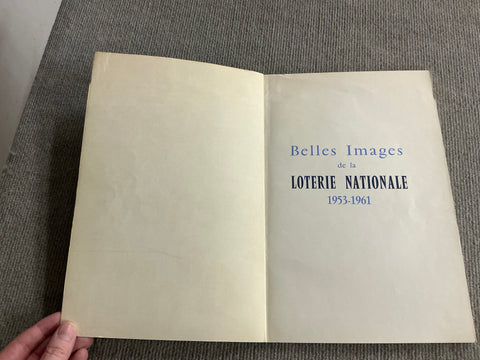 Belles Images
de la
LOTERIE NATIONALE
1953-1961